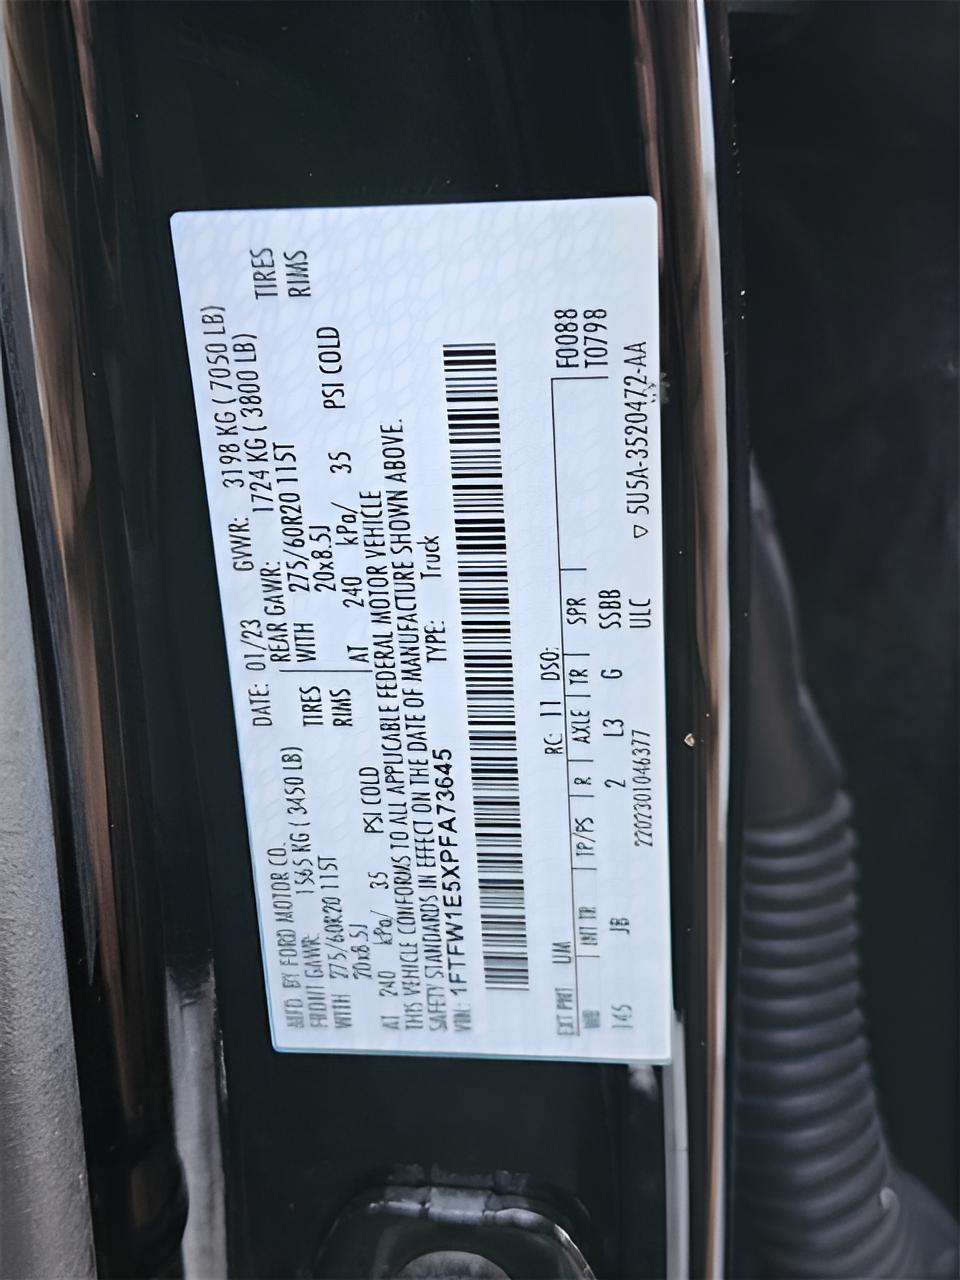 MFD. BY FORD MOTOR CO. DATE: 01/23 GVWR: 3198 KG ( 7050 LB)
FRONT GAWR: 1565 KG ( 3450 LB) REAR GAWR: 1724 KG ( 3800 LB)
WITH 275/60R20 115T TIRES WITH 275/60R20 115T TIRES
20x8.5J RIMS 20x8.5J RIMS
AT 240 kPa/ 35 PSI COLD AT 240 kPa/ 35 PSI COLD
THIS VEHICLE CONFORMS TO ALL APPLICABLE FEDERAL MOTOR VEHICLE
SAFETY STANDARDS IN EFFECT ON THE DATE OF MANUFACTURE SHOWN ABOVE.
VIN: 1FTFW1E5XPFA73645 TYPE: Truck
F0088
T0798
EXT PNT UM RC: 11 DSO:
WB INT TR TP/PS R AXLE TR SPR
145 JB 2 L3 G SSBB
2202301046377 ULC ▽ 5U5A-3520472-AA